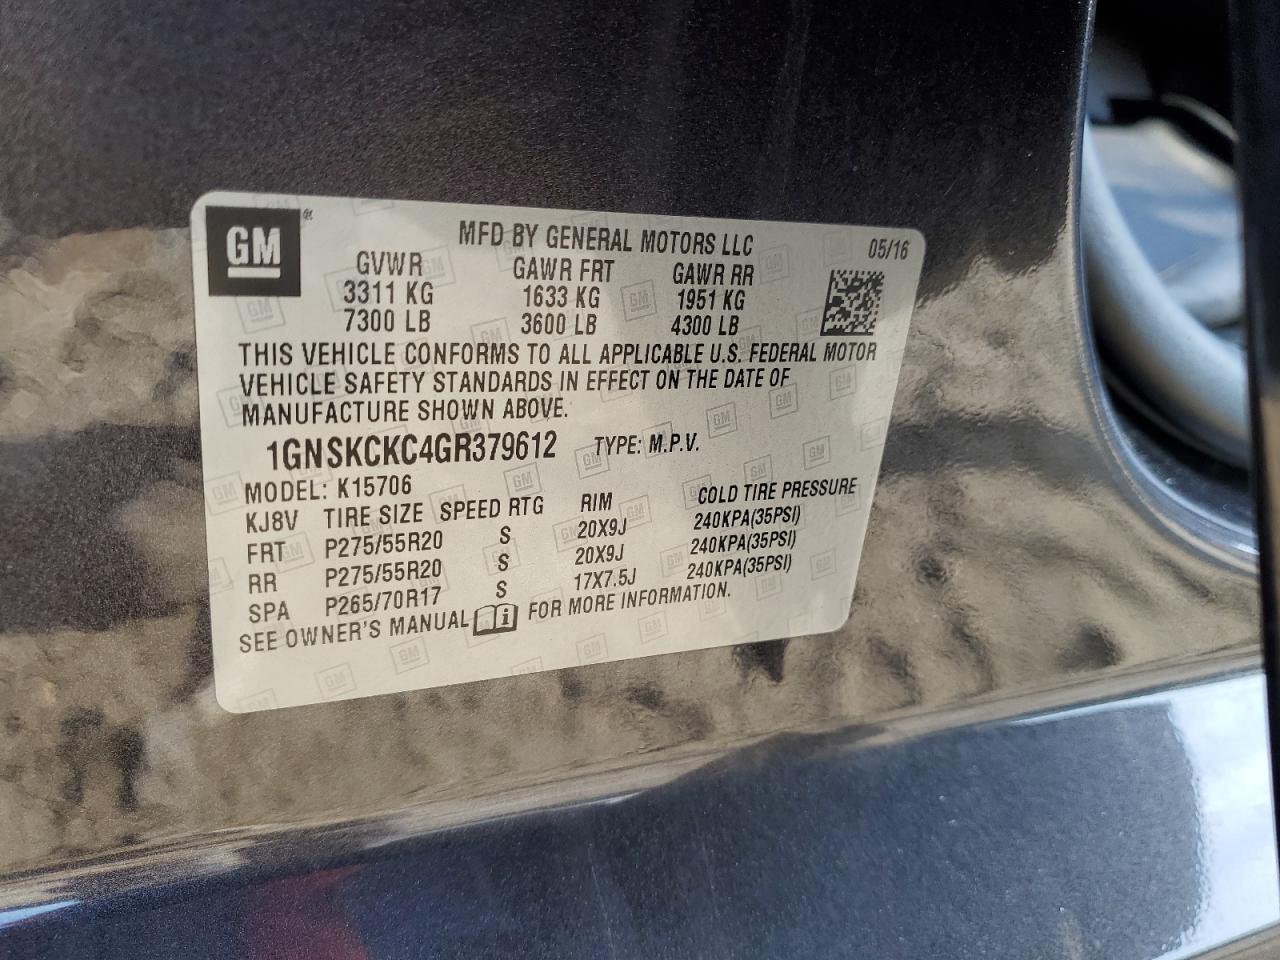 GM®
MFD BY GENERAL MOTORS LLC 05/16
GVWR GAWR FRT GAWR RR
3311 KG 1633 KG 1951 KG
7300 LB 3600 LB 4300 LB
THIS VEHICLE CONFORMS TO ALL APPLICABLE U.S. FEDERAL MOTOR
VEHICLE SAFETY STANDARDS IN EFFECT ON THE DATE OF
MANUFACTURE SHOWN ABOVE.
1GNSKCKC4GR379612 TYPE: M.P.V.
MODEL: K15706
KJ8V TIRE SIZE SPEED RTG RIM COLD TIRE PRESSURE
FRT P275/55R20 S 20X9J 240KPA(35PSI)
RR P275/55R20 S 20X9J 240KPA(35PSI)
SPA P265/70R17 S 17X7.5J 240KPA(35PSI)
SEE OWNER'S MANUAL i FOR MORE INFORMATION.